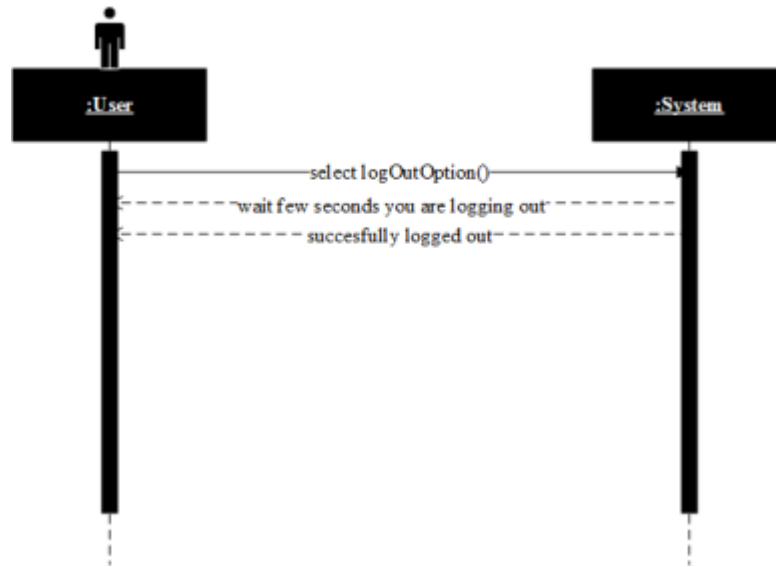 :User
:System
select logOutOption()
wait few seconds you are logging out
succesfully logged out